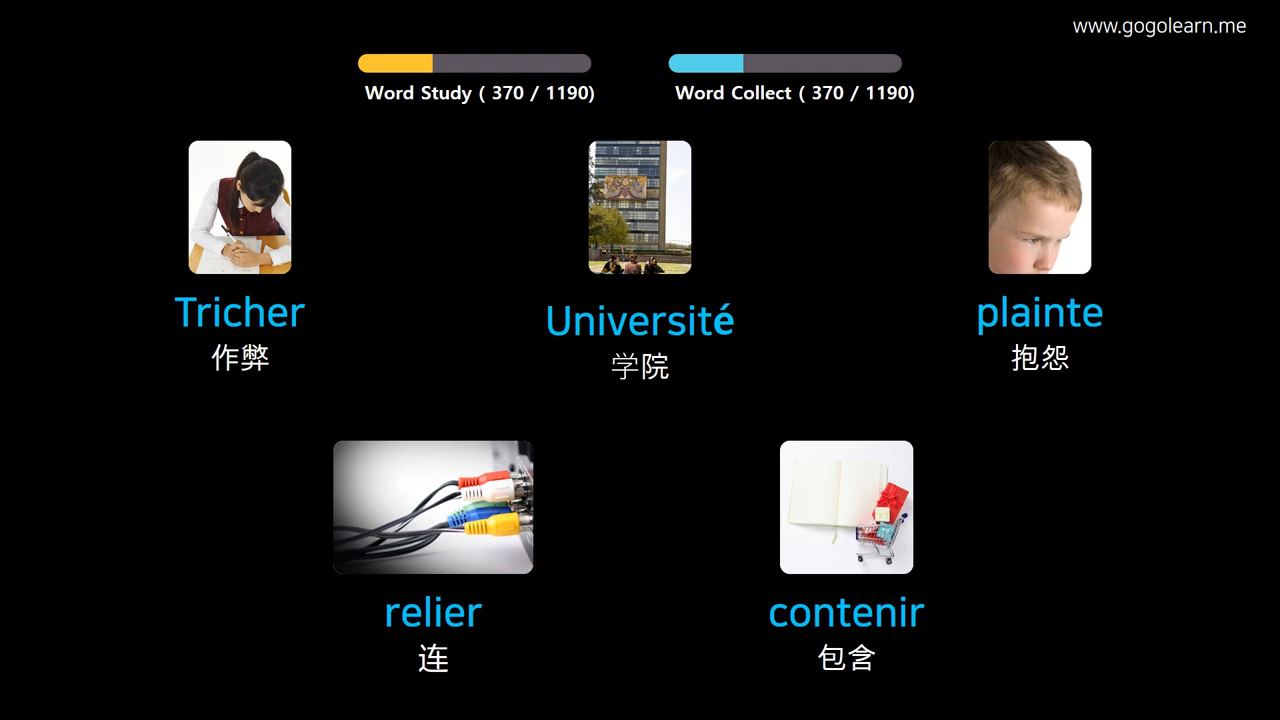 www.gogolearn.me
Word Study ( 370 / 1190)
Word Collect ( 370 / 1190)
Tricher
作弊
Université
学院
plainte
抱怨
relier
连
contenir
包含